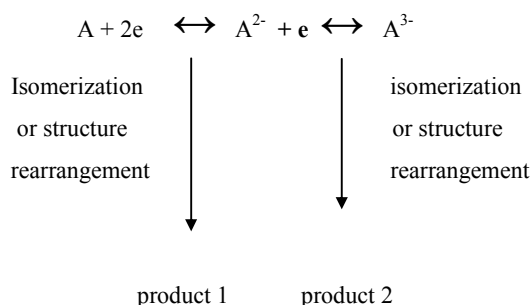 A + 2e ↔ A²⁻ + e ↔ A³⁻
Isomerization isomerization
or structure or structure
rearrangement rearrangement
product 1 product 2